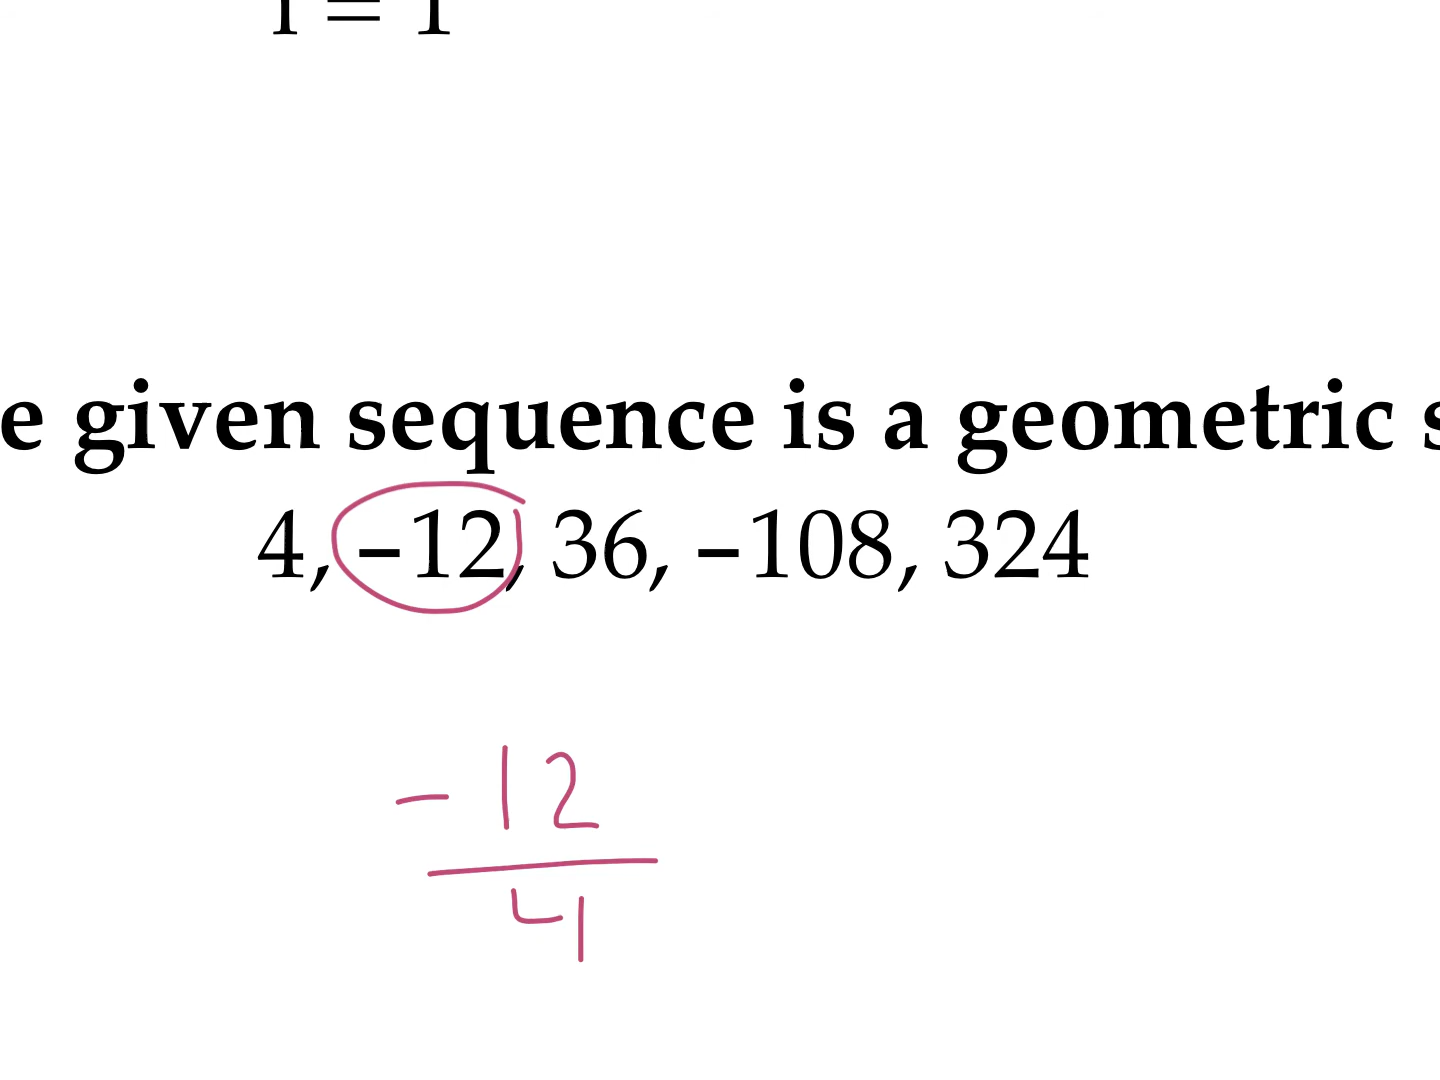 e given sequence is a geometric s
4, –12, 36, –108, 324
– 12
4